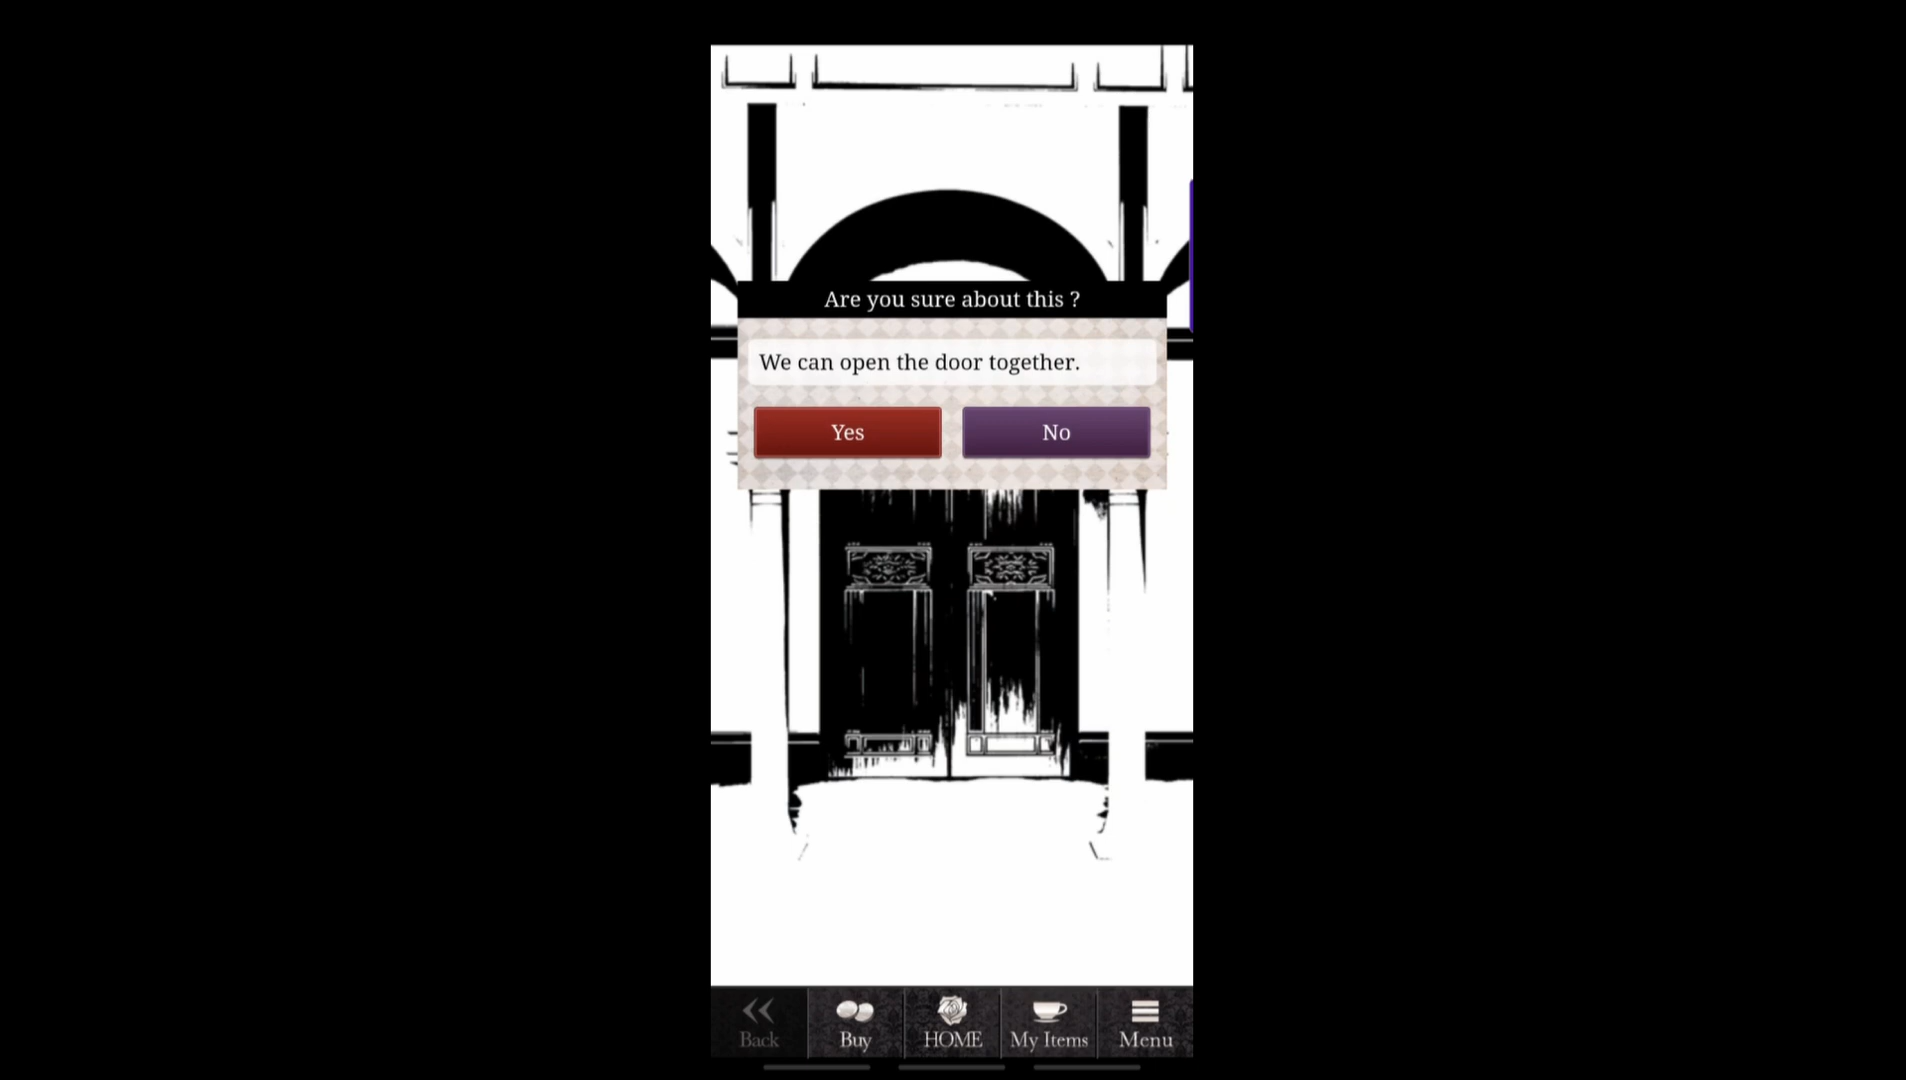 Are you sure about this ?
We can open the door together.
Yes
No
Back
Buy
HOME
My Items
Menu